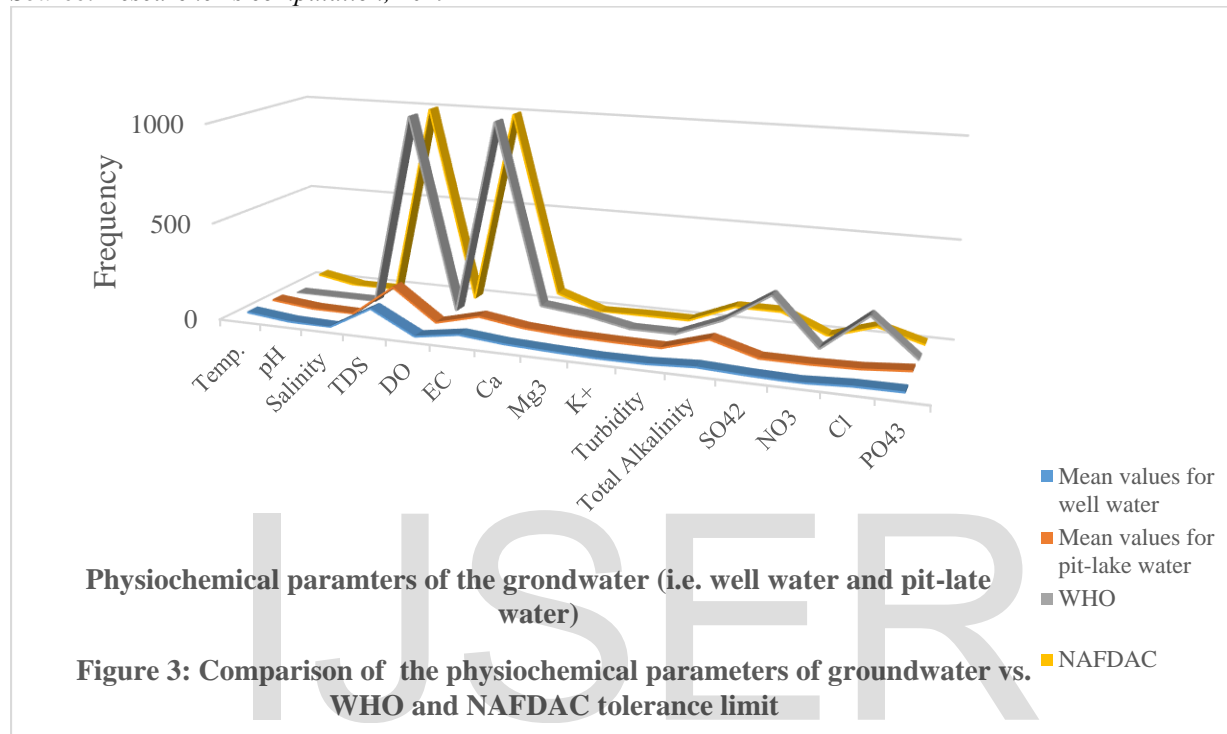 1000
500
0
Frequency
Temp.
pH
Salinity
TDS
DO
EC
Ca
Mg3
K+
Turbidity
Total Alkalinity
SO42
NO3
Cl
PO43
Mean values for
well water
Mean values for
pit-lake water
WHO
NAFDAC
Physiochemical paramters of the grondwater (i.e. well water and pit-late
water)
Figure 3: Comparison of the physiochemical parameters of groundwater vs.
WHO and NAFDAC tolerance limit
IJSER